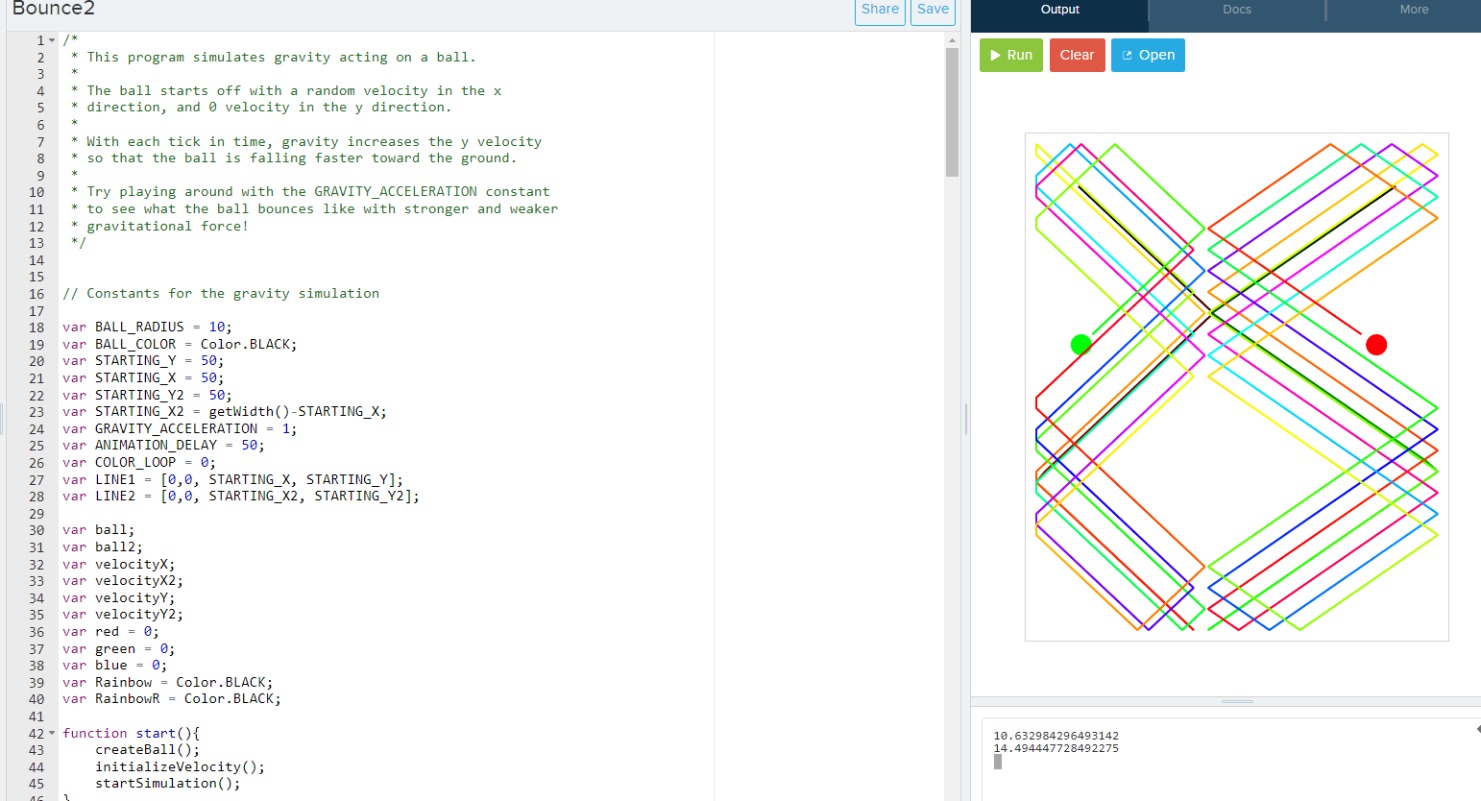 Bounce2
Share
Save
Output
Docs
More
Run
Clear
Open
1 /*
2  * This program simulates gravity acting on a ball.
3  *
4  * The ball starts off with a random velocity in the x
5  * direction, and 0 velocity in the y direction.
6  *
7  * With each tick in time, gravity increases the y velocity
8  * so that the ball is falling faster toward the ground.
9  *
10  * Try playing around with the GRAVITY_ACCELERATION constant
11  * to see what the ball bounces like with stronger and weaker
12  * gravitational force!
13  */
14
15
16 // Constants for the gravity simulation
17
18 var BALL_RADIUS = 10;
19 var BALL_COLOR = Color.BLACK;
20 var STARTING_Y = 50;
21 var STARTING_X = 50;
22 var STARTING_Y2 = 50;
23 var STARTING_X2 = getWidth()-STARTING_X;
24 var GRAVITY_ACCELERATION = 1;
25 var ANIMATION_DELAY = 50;
26 var COLOR_LOOP = 0;
27 var LINE1 = [0,0, STARTING_X, STARTING_Y];
28 var LINE2 = [0,0, STARTING_X2, STARTING_Y2];
29
30 var ball;
31 var ball2;
32 var velocityX;
33 var velocityX2;
34 var velocityY;
35 var velocityY2;
36 var red = 0;
37 var green = 0;
38 var blue = 0;
39 var Rainbow = Color.BLACK;
40 var RainbowR = Color.BLACK;
41
42 function start(){
43     createBall();
44     initializeVelocity();
45     startSimulation();
46 }
10.632984296493142
14.494447728492275